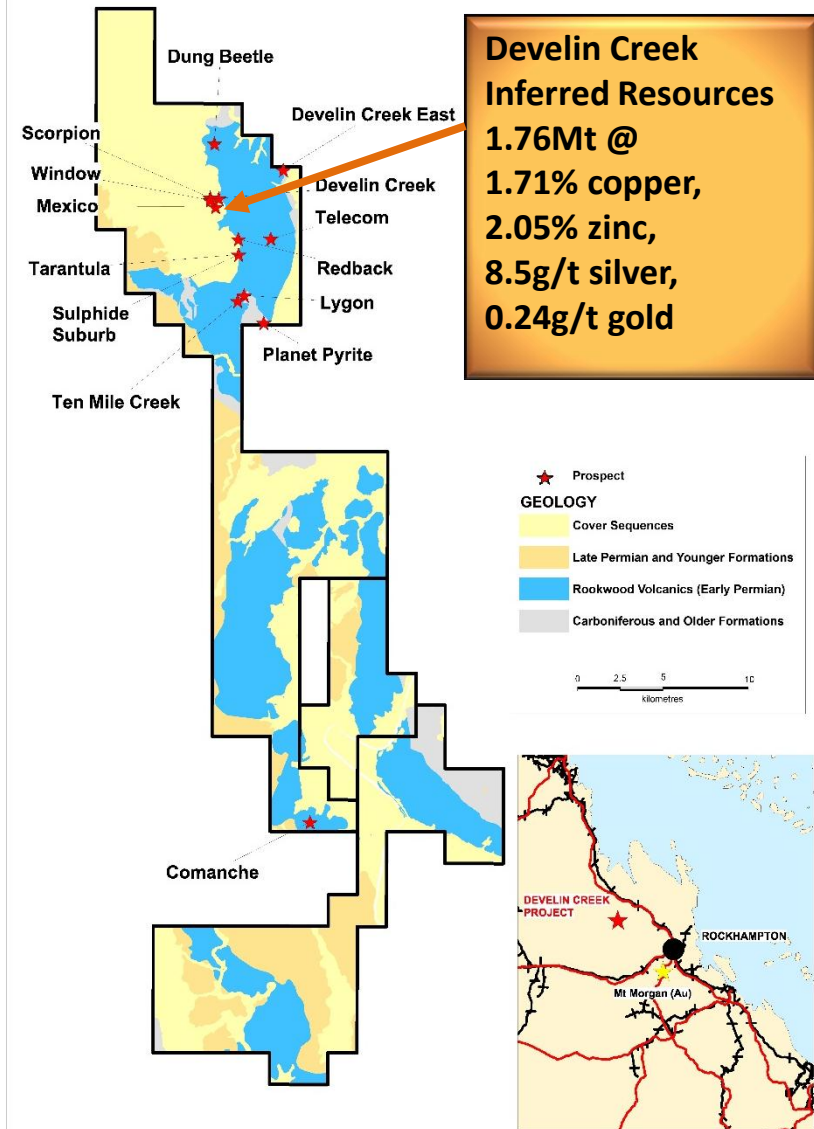 Dung Beetle
Develin Creek East
Scorpion
Window
Mexico
Develin Creek
Telecom
Tarantula
Redback
Sulphide
Suburb
Lygon
Planet Pyrite
Ten Mile Creek
Comanche
Develin Creek
Inferred Resources
1.76Mt @
1.71% copper,
2.05% zinc,
8.5g/t silver,
0.24g/t gold
Prospect
GEOLOGY
Cover Sequences
Late Permian and Younger Formations
Rookwood Volcanics (Early Permian)
Carboniferous and Older Formations
0 2.5 5 10
kilometres
DEVELIN CREEK
PROJECT
ROCKHAMPTON
Mt Morgan (Au)